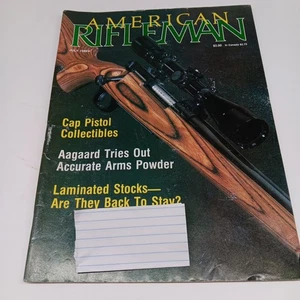 AMERICAN
RIFLEMAN
Cap Pistol
Collectibles
Aagaard Tries Out
Accurate Arms Powder
Laminated Stocks—
Are They Back To Stay?